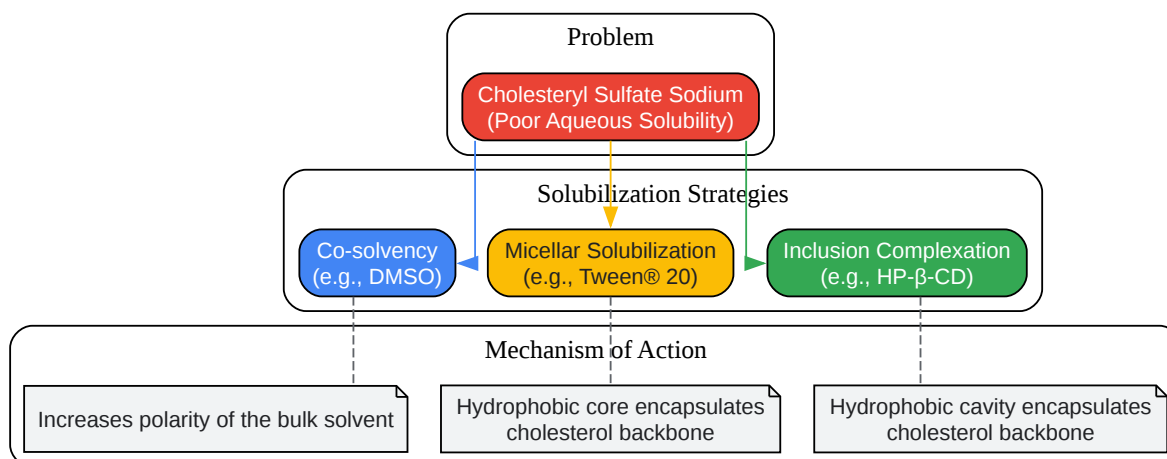 Problem
Cholesteryl Sulfate Sodium
(Poor Aqueous Solubility)
Solubilization Strategies
Co-solvency
(e.g., DMSO)
Micellar Solubilization
(e.g., Tween® 20)
Inclusion Complexation
(e.g., HP-β-CD)
Mechanism of Action
Increases polarity of the bulk solvent
Hydrophobic core encapsulates
cholesterol backbone
Hydrophobic cavity encapsulates
cholesterol backbone